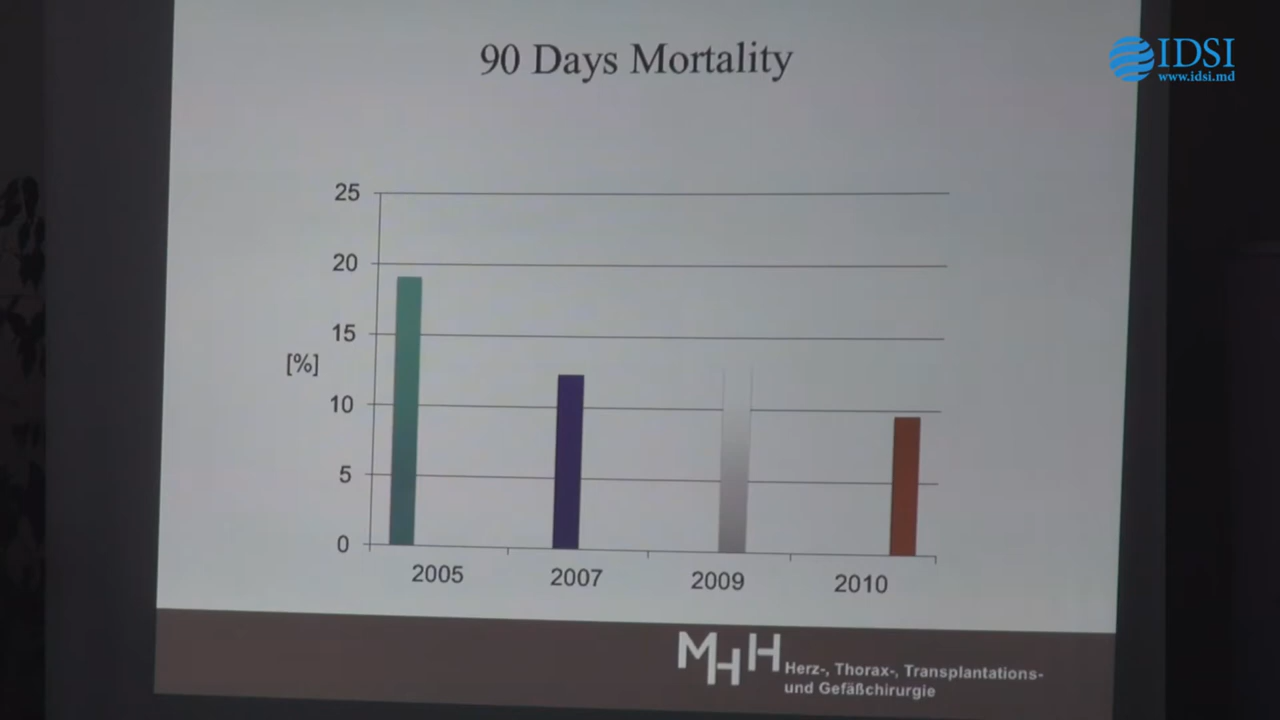 90 Days Mortality
IDSI
www.idsi.md
25
20
15
[%]
10
5
0
2005 2007 2009 2010
MHH
Herz-, Thorax-, Transplantations-
und Gefäßchirurgie